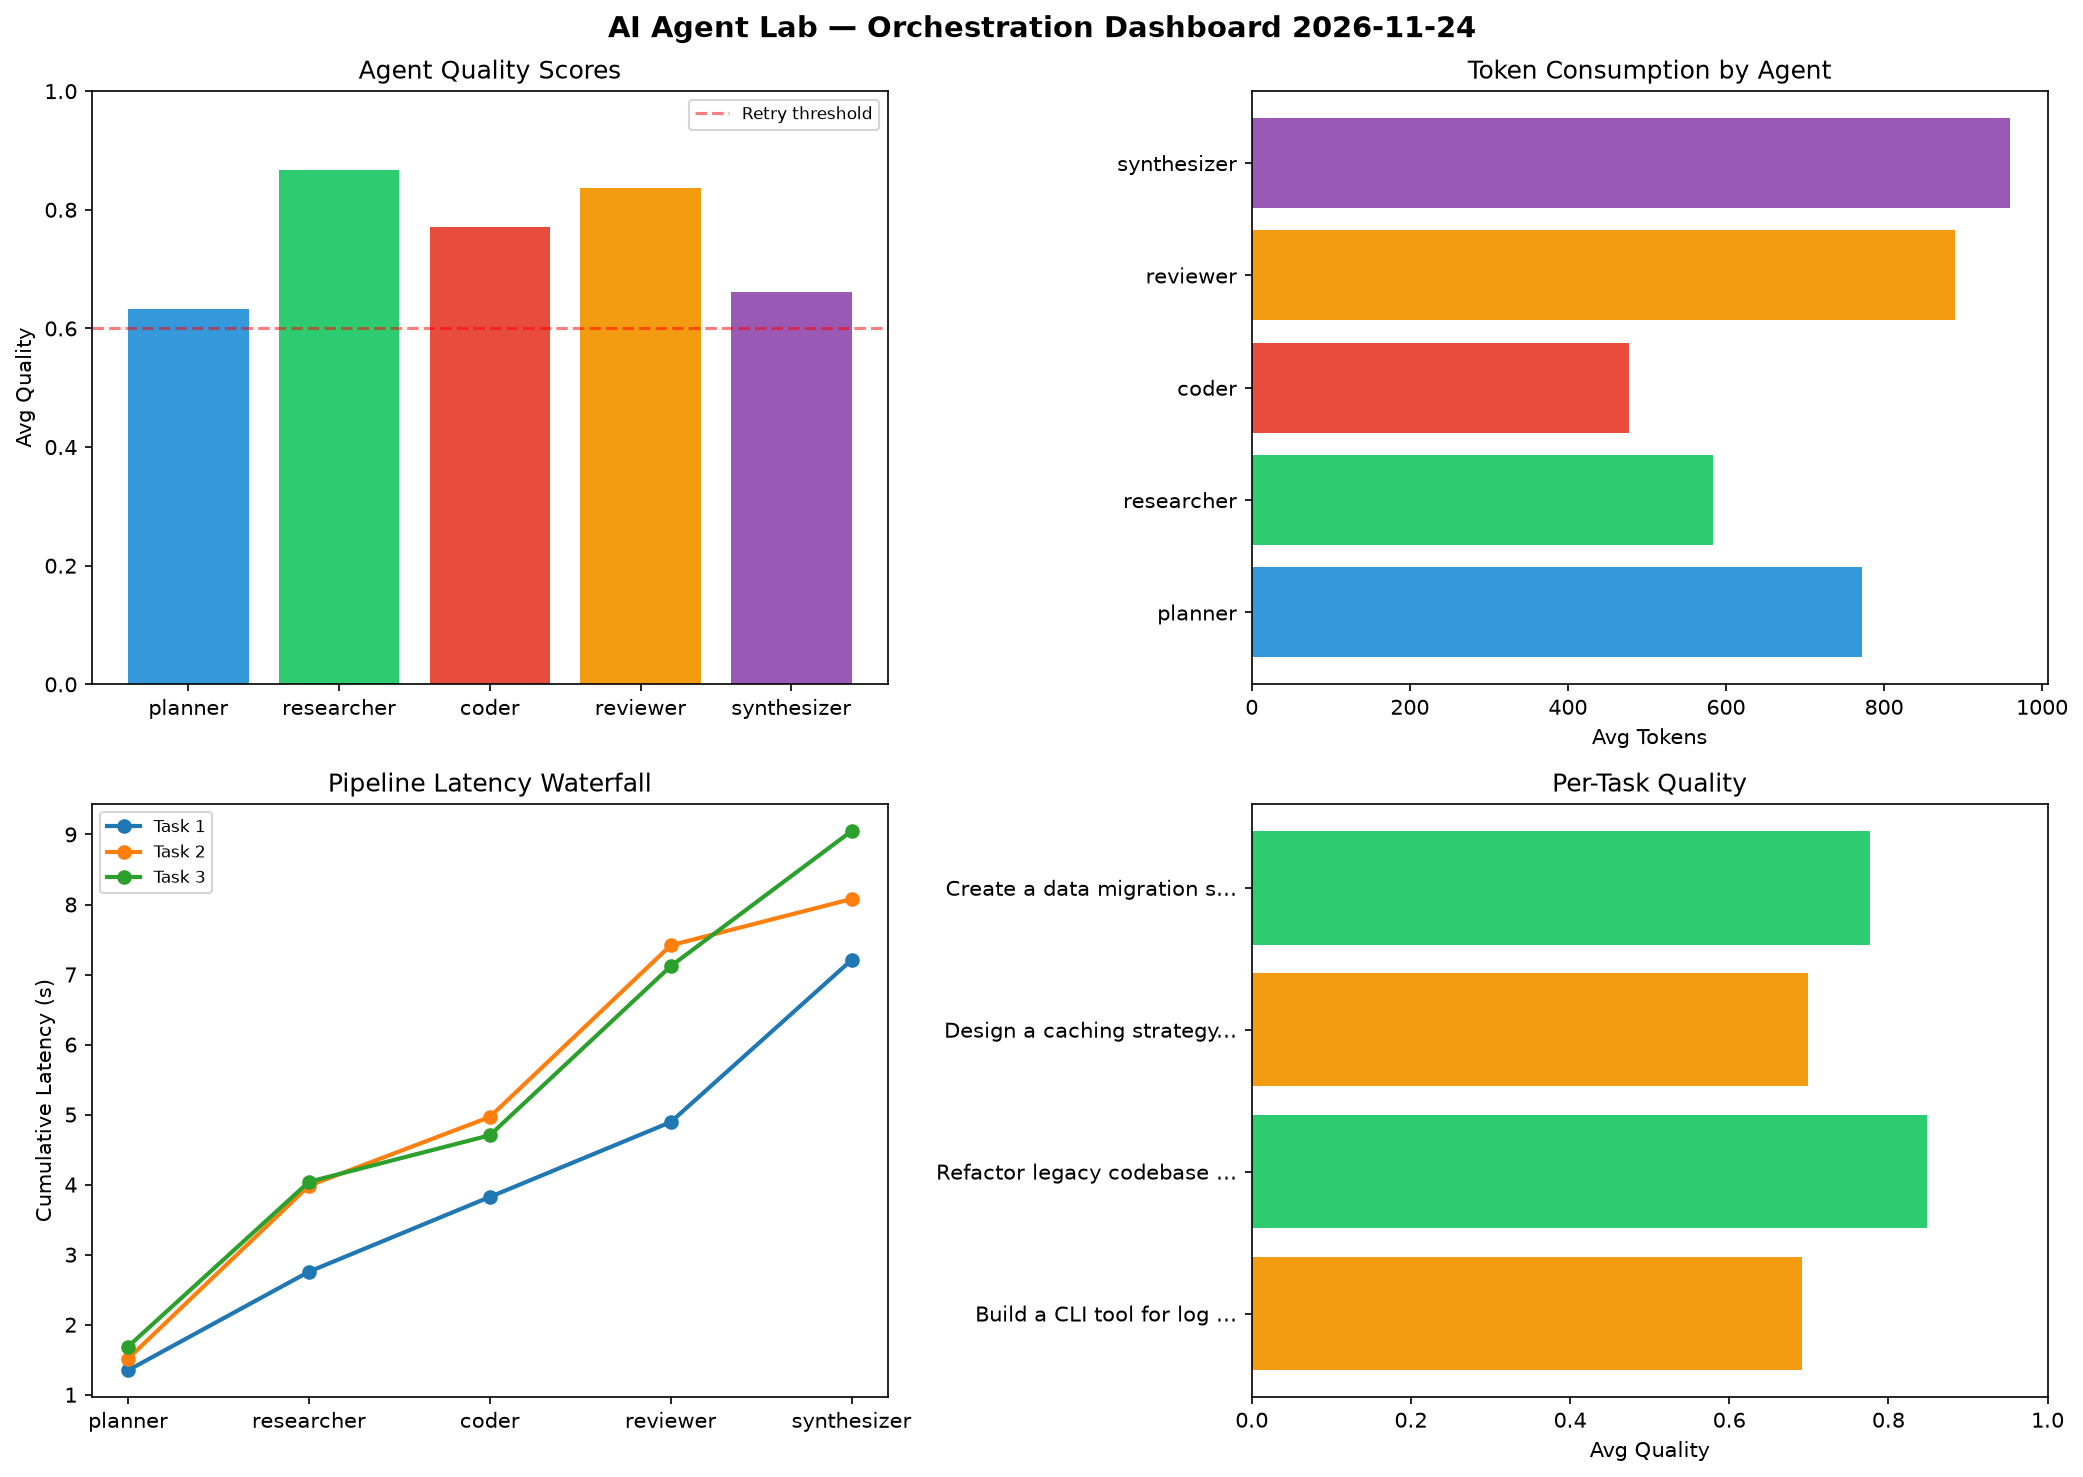 AI Agent Lab — Orchestration Dashboard 2026-11-24
Agent Quality Scores
Retry threshold
Avg Quality
1.0
0.8
0.6
0.4
0.2
0.0
planner researcher coder reviewer synthesizer
Token Consumption by Agent
synthesizer
reviewer
coder
researcher
planner
0 200 400 600 800 1000
Avg Tokens
Pipeline Latency Waterfall
Task 1
Task 2
Task 3
Cumulative Latency (s)
9
8
7
6
5
4
3
2
1
planner researcher coder reviewer synthesizer
Per-Task Quality
Create a data migration s...
Design a caching strategy...
Refactor legacy codebase ...
Build a CLI tool for log ...
0.0 0.2 0.4 0.6 0.8 1.0
Avg Quality